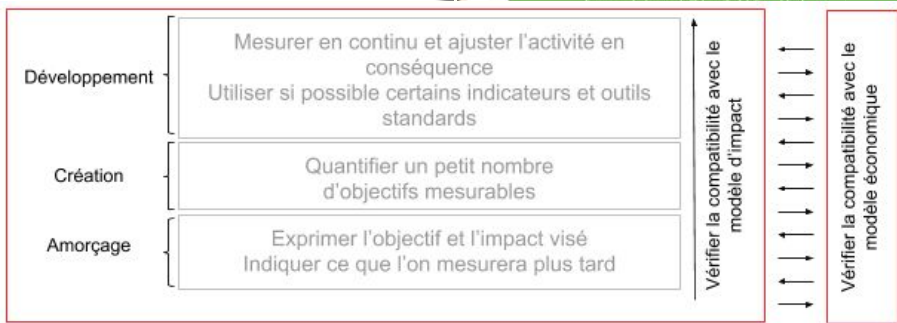 Développement
Mesurer en continu et ajuster l’activité en
conséquence
Utiliser si possible certains indicateurs et outils
standards
Création
Quantifier un petit nombre
d’objectifs mesurables
Amorçage
Exprimer l’objectif et l’impact visé
Indiquer ce que l’on mesurera plus tard
Vérifier la compatibilité avec le
modèle d’impact
Vérifier la compatibilité avec le
modèle économique